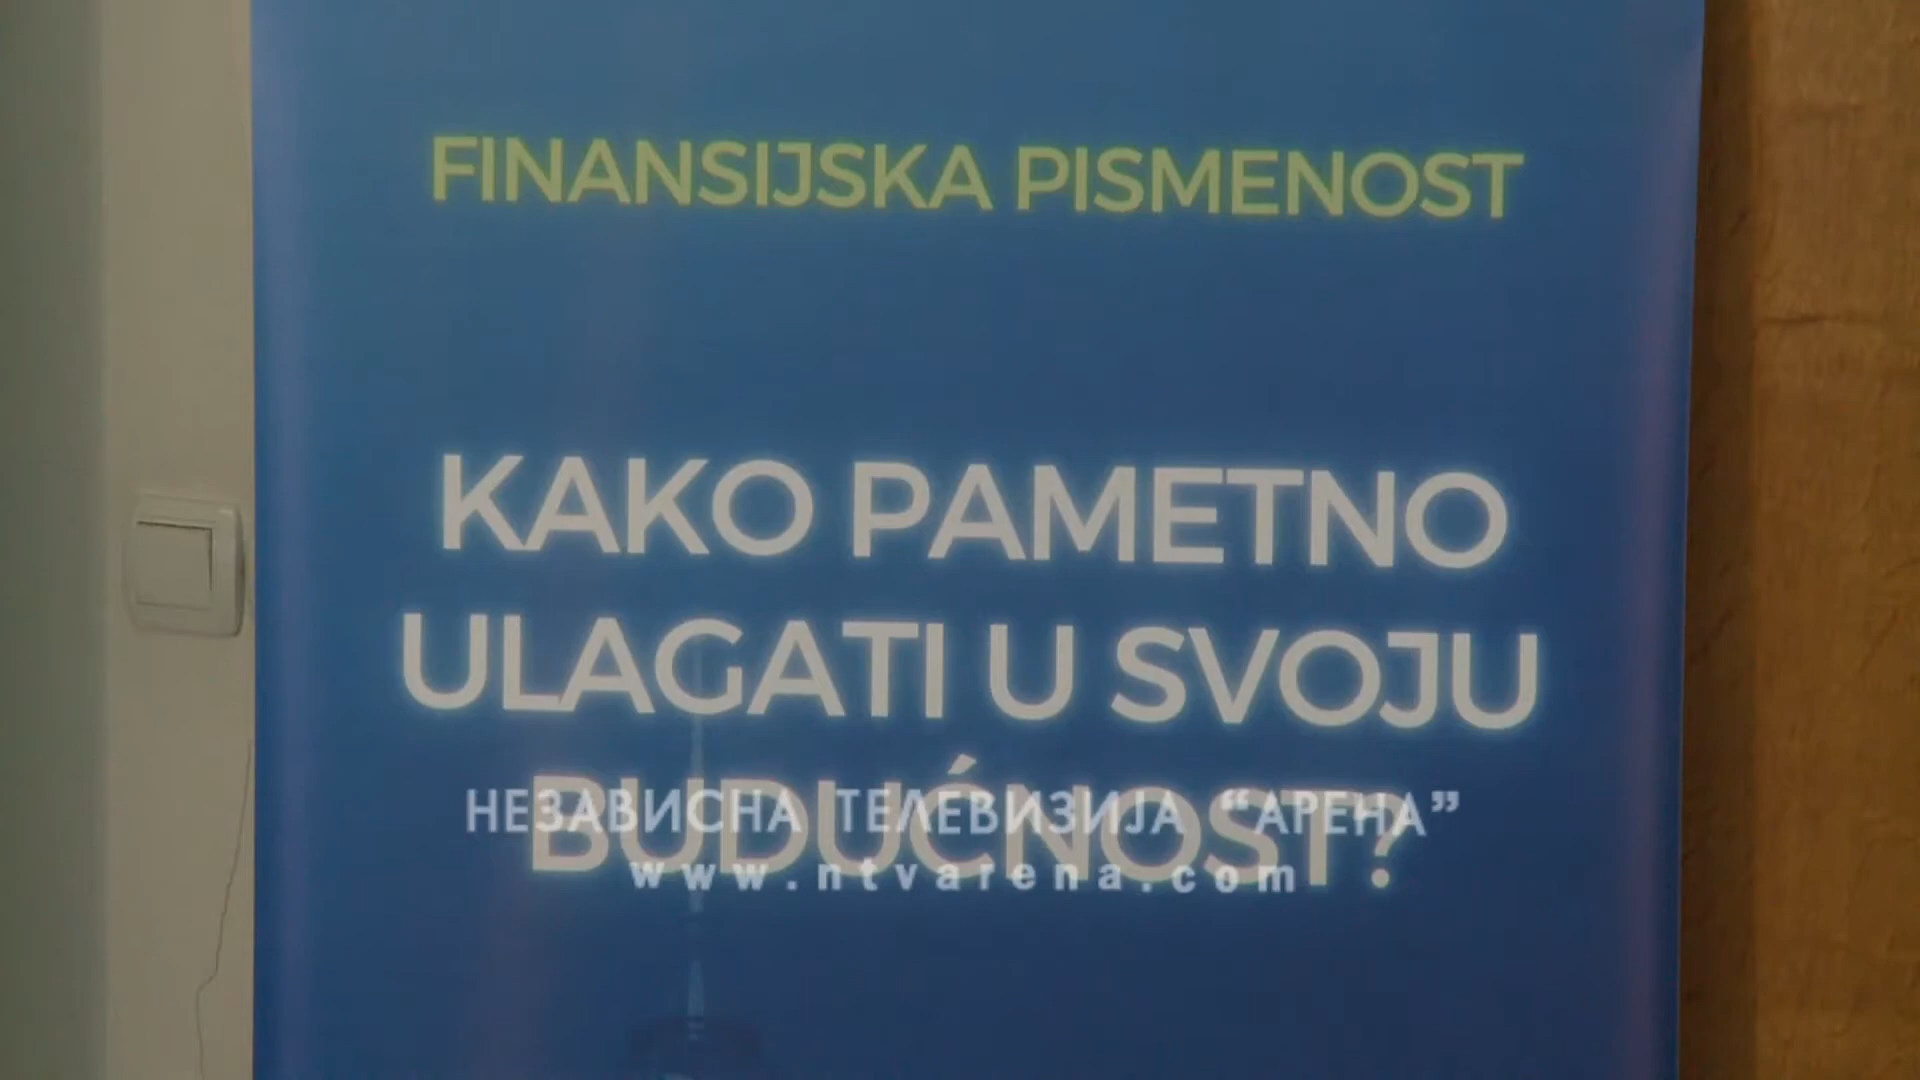 FINANSIJSKA PISMENOST
KAKO PAMETNO
ULAGATI U SVOJU
BUDUĆNOST?
НЕЗАВИСНА ТЕЛЕВИЗИЈА “АРЕНА”
www.ntvarena.com